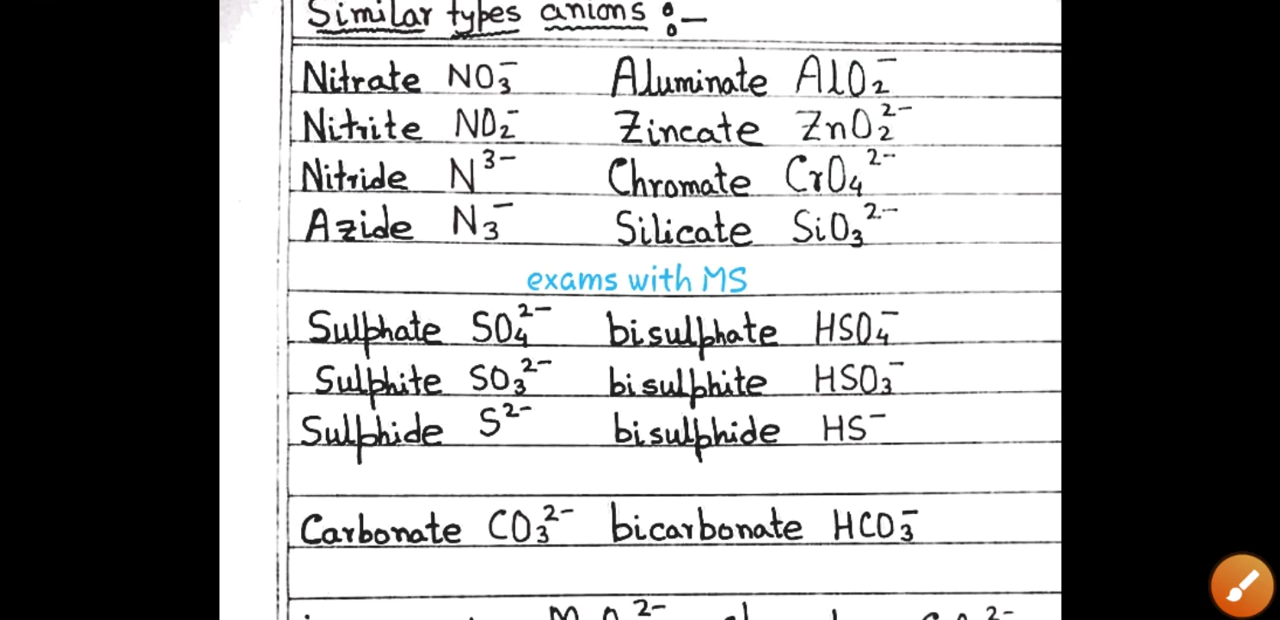 Similar types anions :-
Nitrate NO₃⁻ Aluminate AlO₂⁻
Nitrite NO₂⁻ Zincate ZnO₂²⁻
Nitride N³⁻ Chromate CrO₄²⁻
Azide N₃⁻ Silicate SiO₃²⁻
exams with MS
Sulphate SO₄²⁻ bisulphate HSO₄⁻
Sulphite SO₃²⁻ bisulphite HSO₃⁻
Sulphide S²⁻ bisulphide HS⁻
Carbonate CO₃²⁻ bicarbonate HCO₃⁻